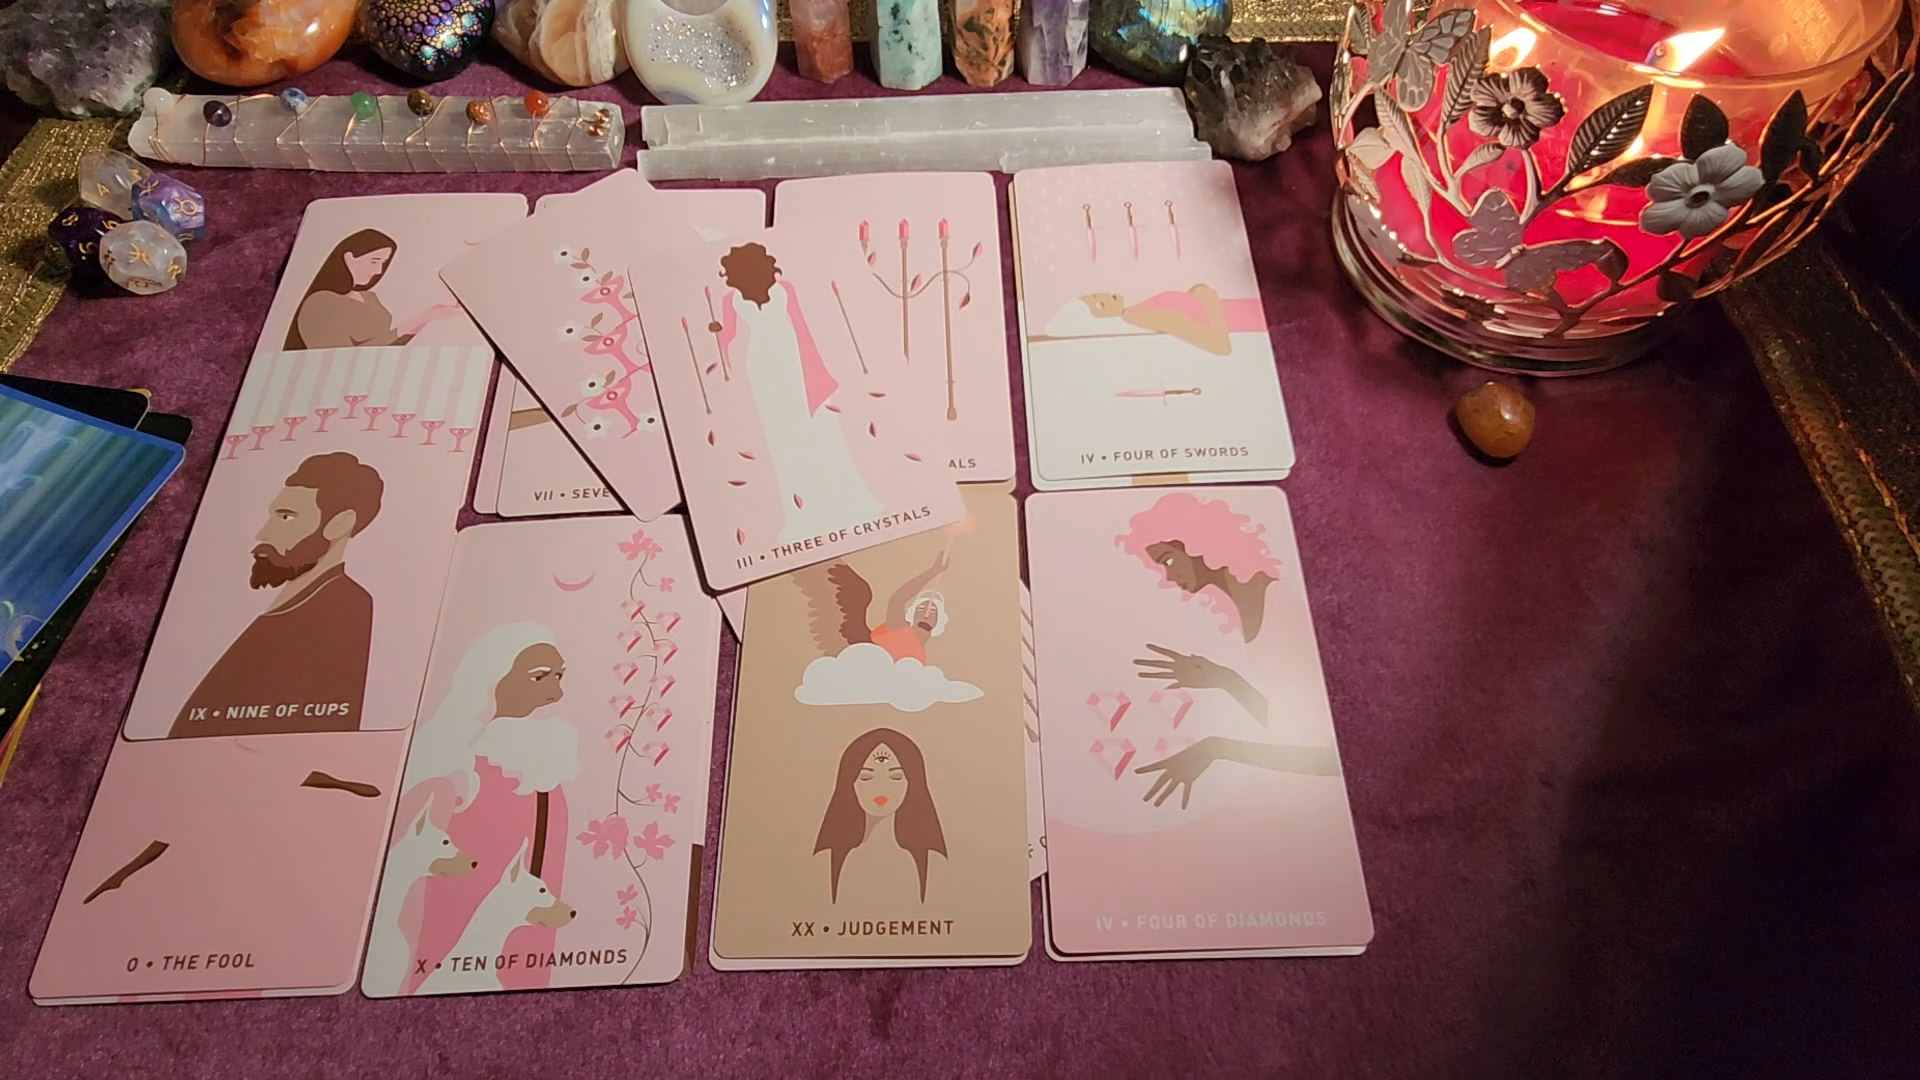 VII • SEVE
ALS
IV • FOUR OF SWORDS
III • THREE OF CRYSTALS
IX • NINE OF CUPS
O • THE FOOL
X • TEN OF DIAMONDS
XX • JUDGEMENT
IV • FOUR OF DIAMONDS